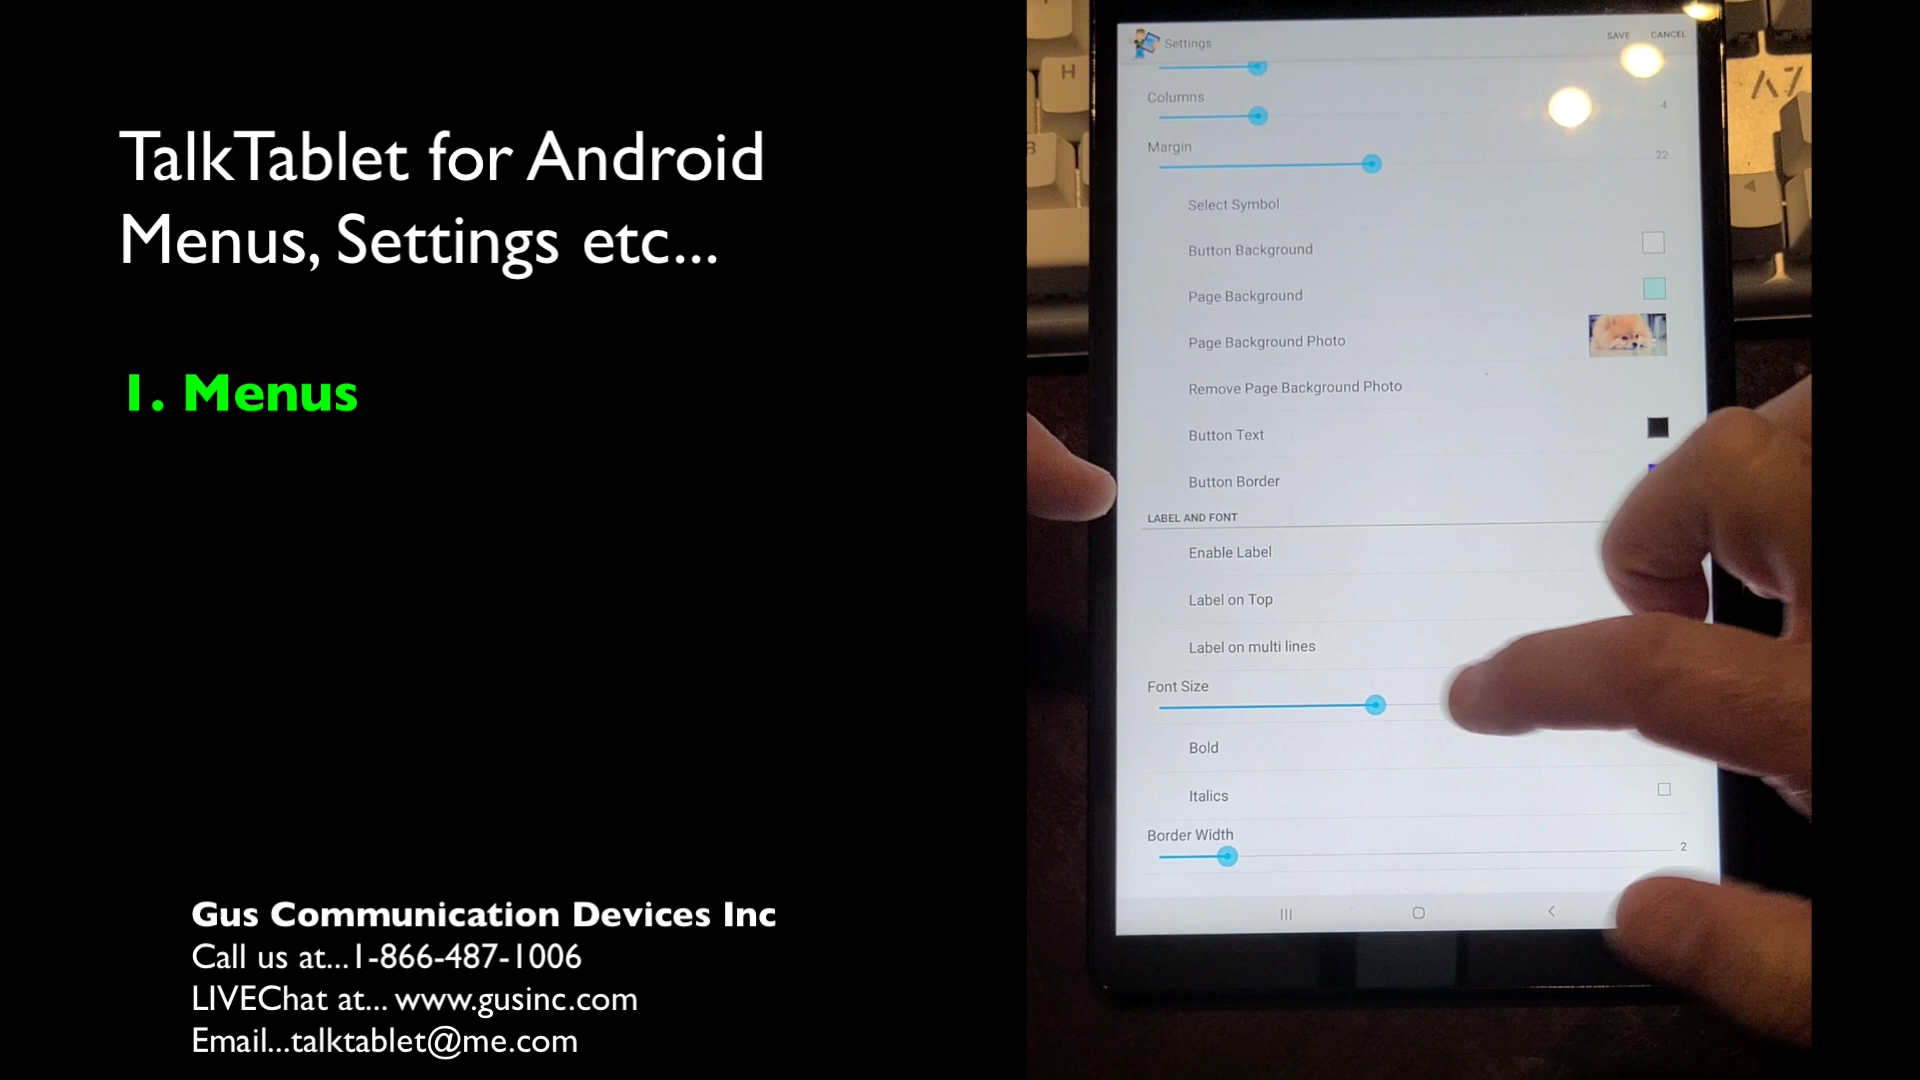 TalkTablet for Android
Menus, Settings etc...
1. Menus
Gus Communication Devices Inc
Call us at...1-866-487-1006
LIVEChat at... www.gusinc.com
Email...talktablet@me.com
H
A7
Settings
SAVE CANCEL
Columns
4
Margin
22
Select Symbol
Button Background
Page Background
Page Background Photo
Remove Page Background Photo
Button Text
Button Border
LABEL AND FONT
Enable Label
Label on Top
Label on multi lines
Font Size
Bold
Italics
Border Width
2